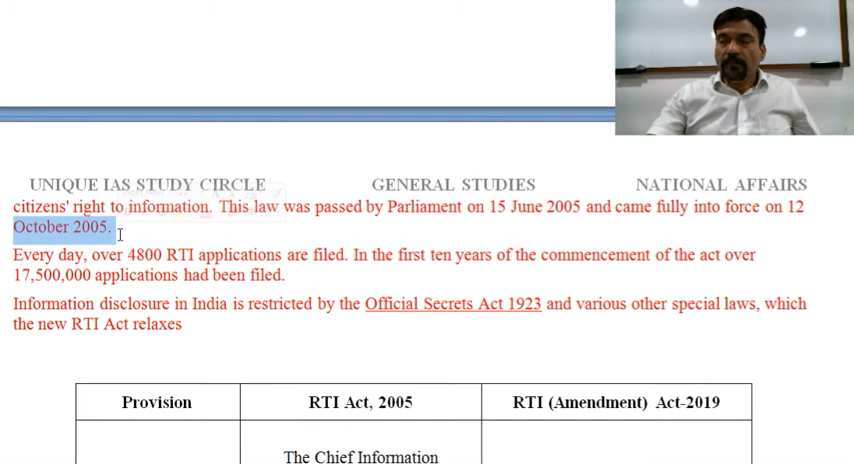 UNIQUE IAS STUDY CIRCLE GENERAL STUDIES NATIONAL AFFAIRS
citizens' right to information. This law was passed by Parliament on 15 June 2005 and came fully into force on 12
October 2005.
Every day, over 4800 RTI applications are filed. In the first ten years of the commencement of the act over
17,500,000 applications had been filed.
Information disclosure in India is restricted by the Official Secrets Act 1923 and various other special laws, which
the new RTI Act relaxes
Provision RTI Act, 2005 RTI (Amendment) Act-2019
The Chief Information